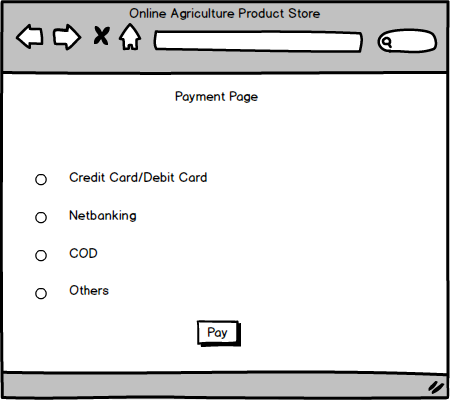 Online Agriculture Product Store
Payment Page
Credit Card/Debit Card
Netbanking
COD
Others
Pay